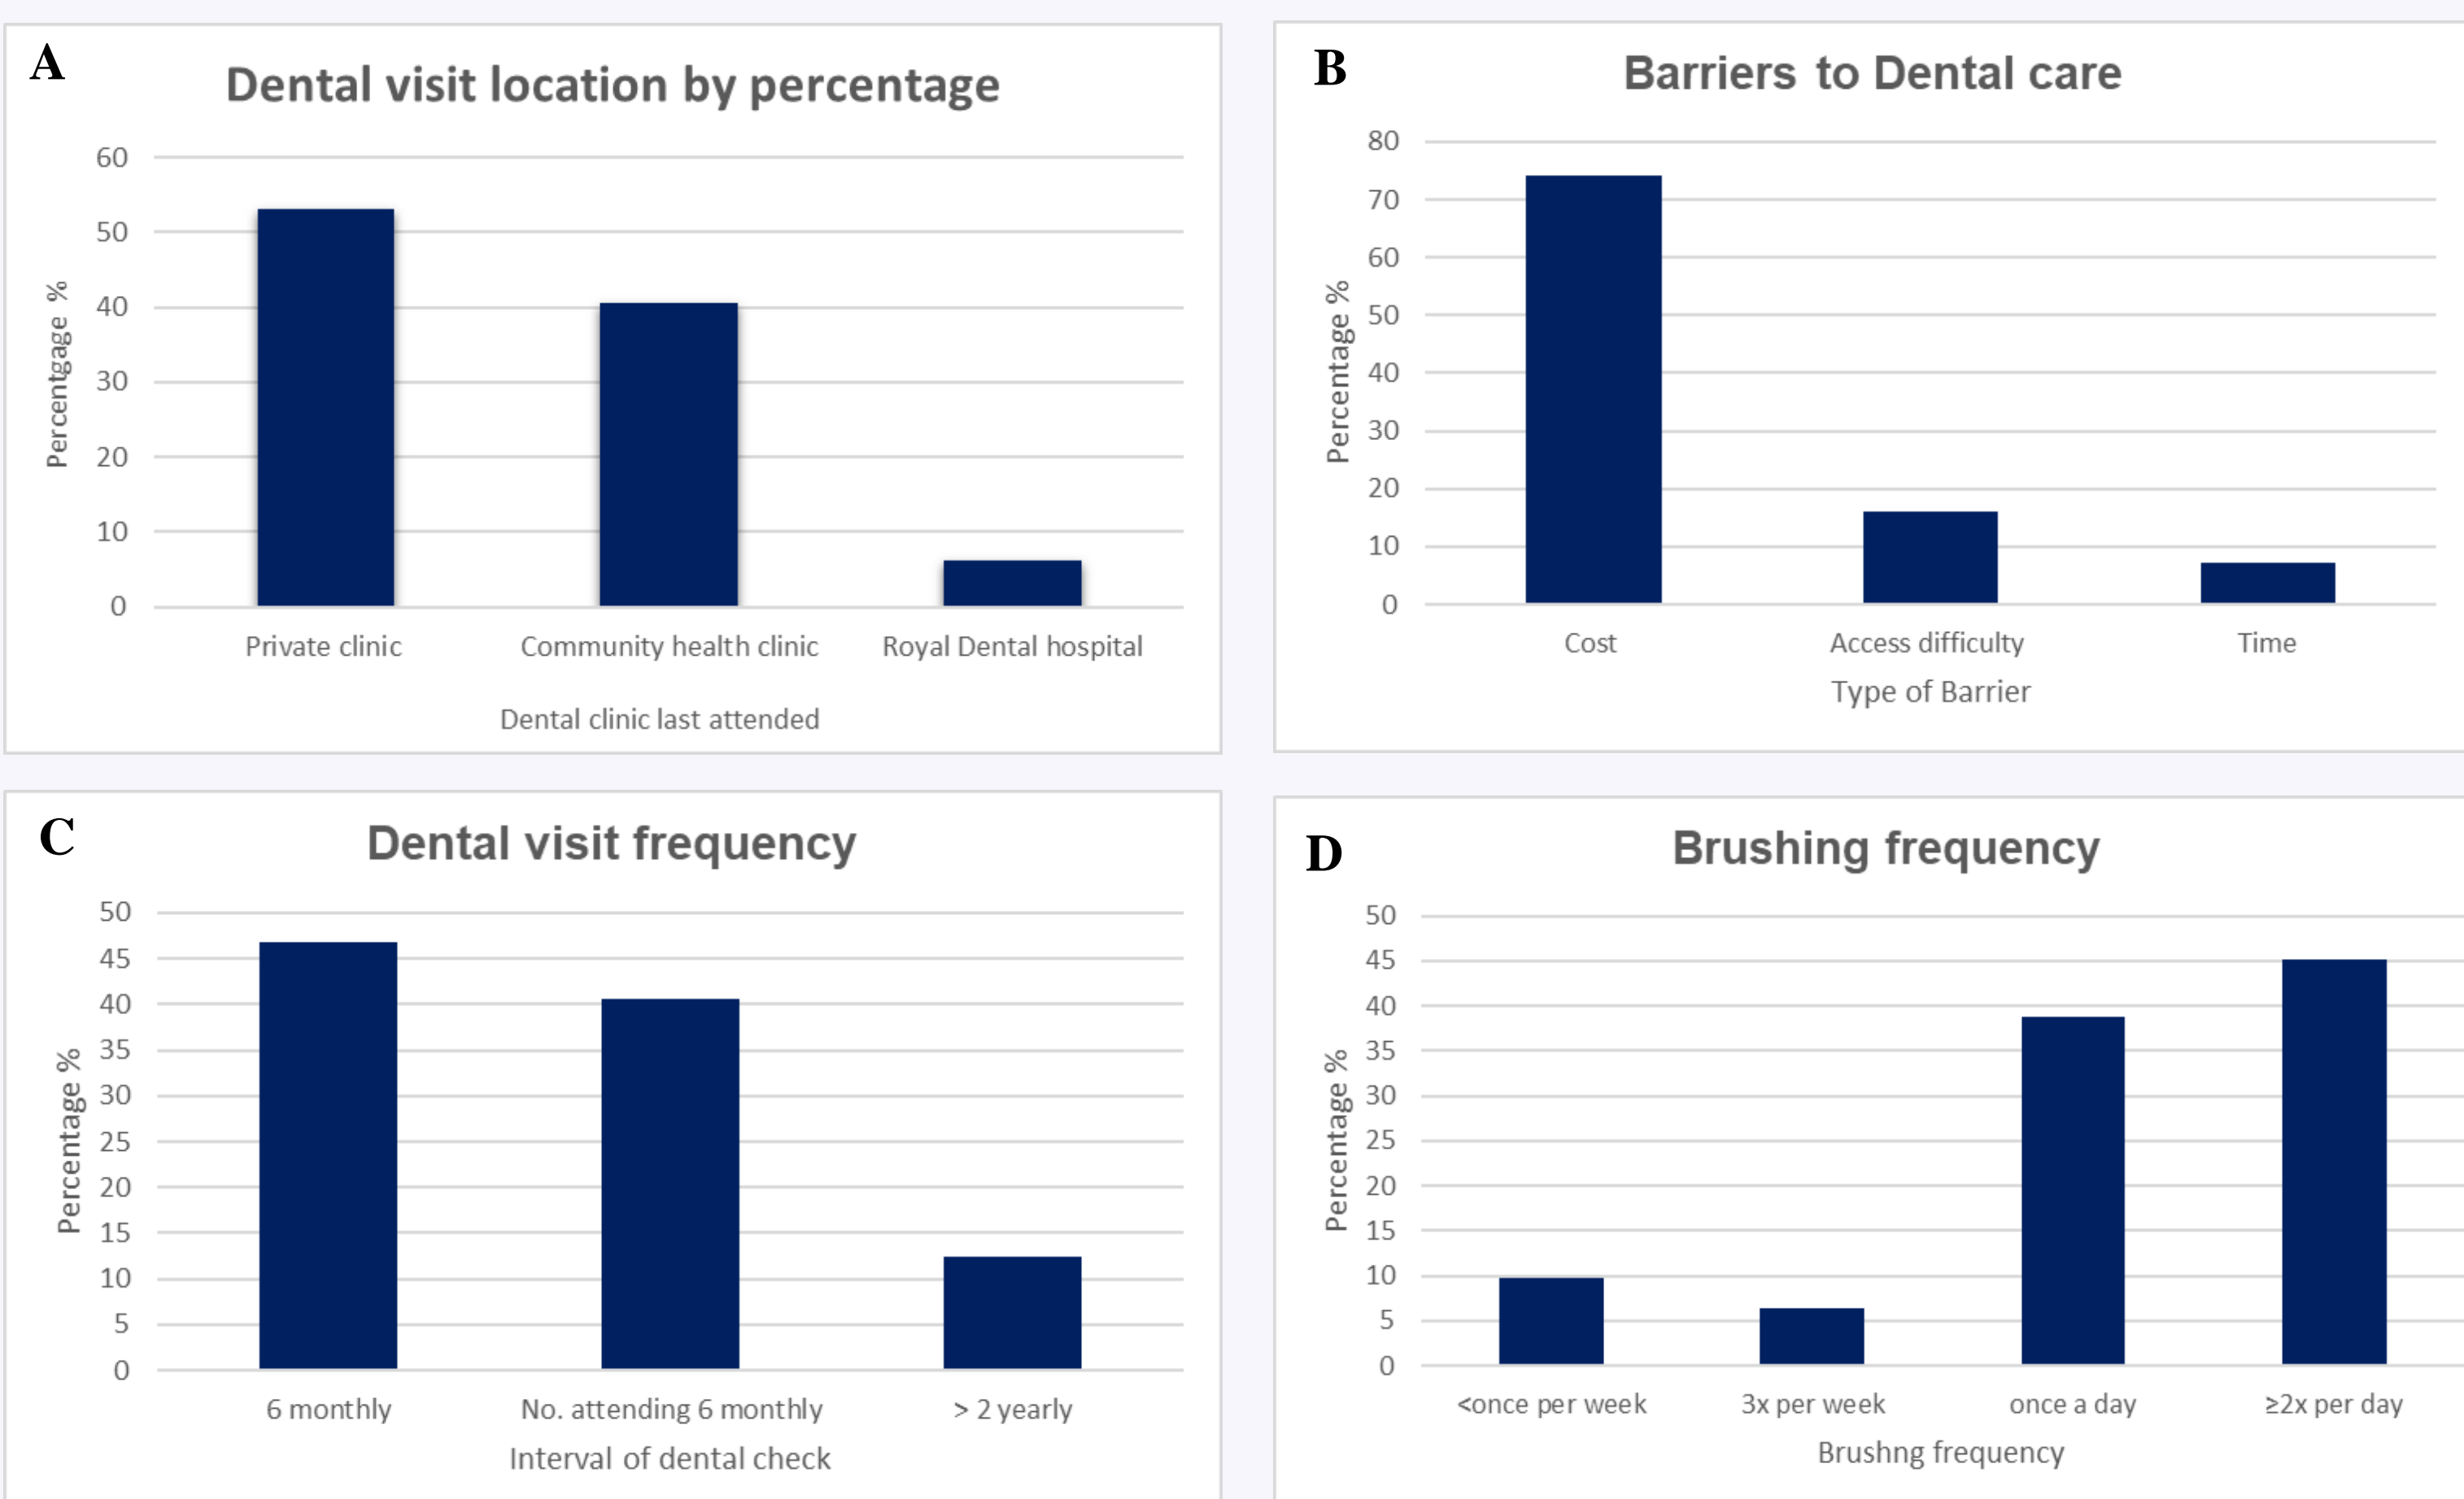 A
Dental visit location by percentage
60
50
40
30
20
10
0
Percentgage %
Private clinic
Community health clinic
Royal Dental hospital
Dental clinic last attended
B
Barriers to Dental care
80
70
60
50
40
30
20
10
0
Percentage %
Cost
Access difficulty
Time
Type of Barrier
C
Dental visit frequency
50
45
40
35
30
25
20
15
10
5
0
Percentage %
6 monthly
No. attending 6 monthly
> 2 yearly
Interval of dental check
D
Brushing frequency
50
45
40
35
30
25
20
15
10
5
0
Percentage %
<once per week
3x per week
once a day
≥2x per day
Brushng frequency